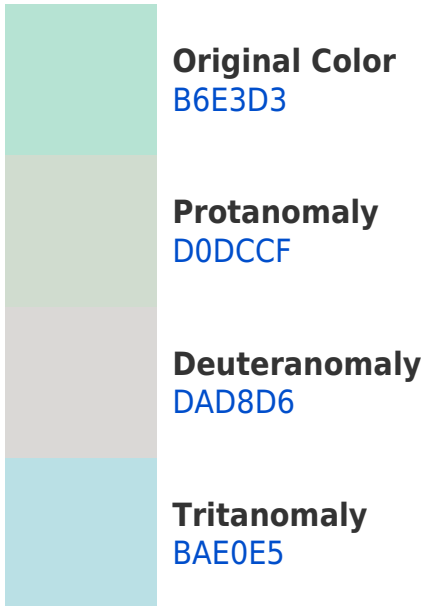 Original Color
B6E3D3
Protanomaly
D0DCCF
Deuteranomaly
DAD8D6
Tritanomaly
BAE0E5